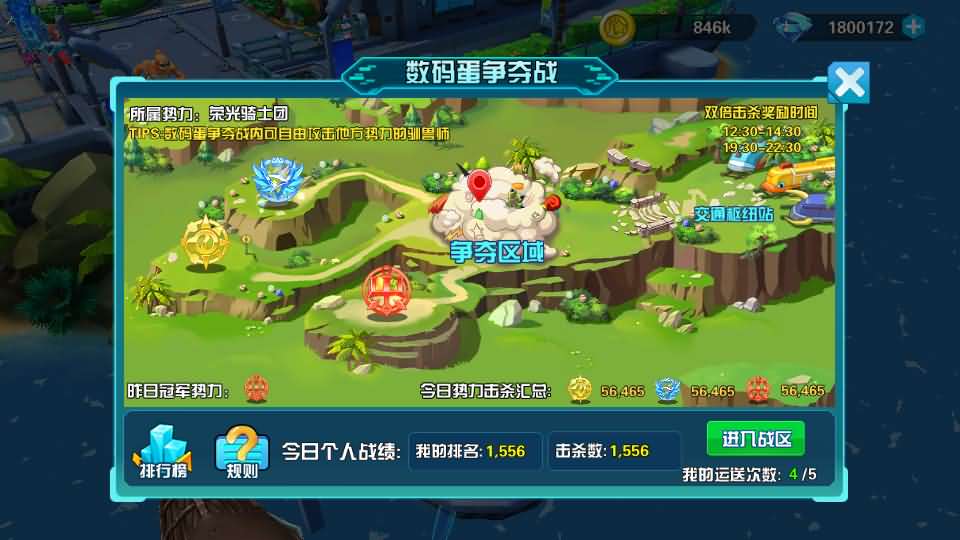 846k
1800172
数码蛋争夺战
所属势力：荣光骑士团
TIPS:数码蛋争夺战内可自由攻击他方势力的驯兽师
双倍击杀奖励时间
12:30-14:30
19:30-22:30
交通枢纽站
争夺区域
昨日冠军势力：
今日势力击杀汇总: 56,465 56,465 56,465
排行榜
规则
今日个人战绩:
我的排名:1,556
击杀数:1,556
进入战区
我的运送次数: 4/5